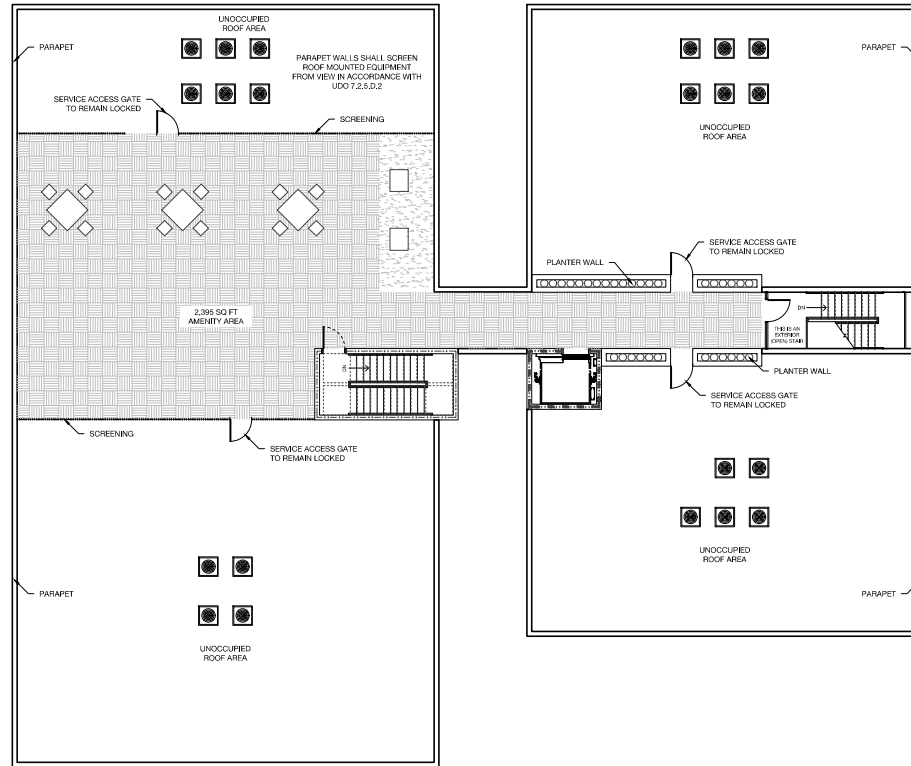 UNOCCUPIED
ROOF AREA
PARAPET
PARAPET WALLS SHALL SCREEN
ROOF MOUNTED EQUIPMENT
FROM VIEW IN ACCORDANCE WITH
UDO 7.2.5.D.2
PARAPET
SERVICE ACCESS GATE
TO REMAIN LOCKED
SCREENING
UNOCCUPIED
ROOF AREA
SERVICE ACCESS GATE
TO REMAIN LOCKED
PLANTER WALL
2,395 SQ FT
AMENITY AREA
DN
THIS IS AN
EXTERIOR
(OPEN) STAIR
DN
PLANTER WALL
SERVICE ACCESS GATE
TO REMAIN LOCKED
SCREENING
SERVICE ACCESS GATE
TO REMAIN LOCKED
UNOCCUPIED
ROOF AREA
PARAPET
PARAPET
UNOCCUPIED
ROOF AREA